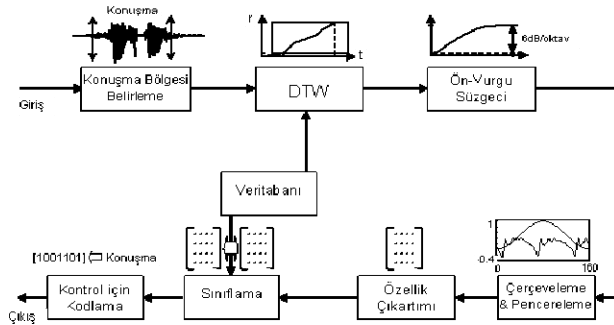 Konuşma
r
t
6dB/oktav
Giriş
Konuşma Bölgesi
Belirleme
DTW
Ön-Vurgu
Süzgeci
Veritabanı
[1001101] Konuşma
1
-0.4
0
160
Çıkış
Kontrol için
Kodlama
Sınıflama
Özellik
Çıkartımı
Çerçeveleme
& Pencereleme